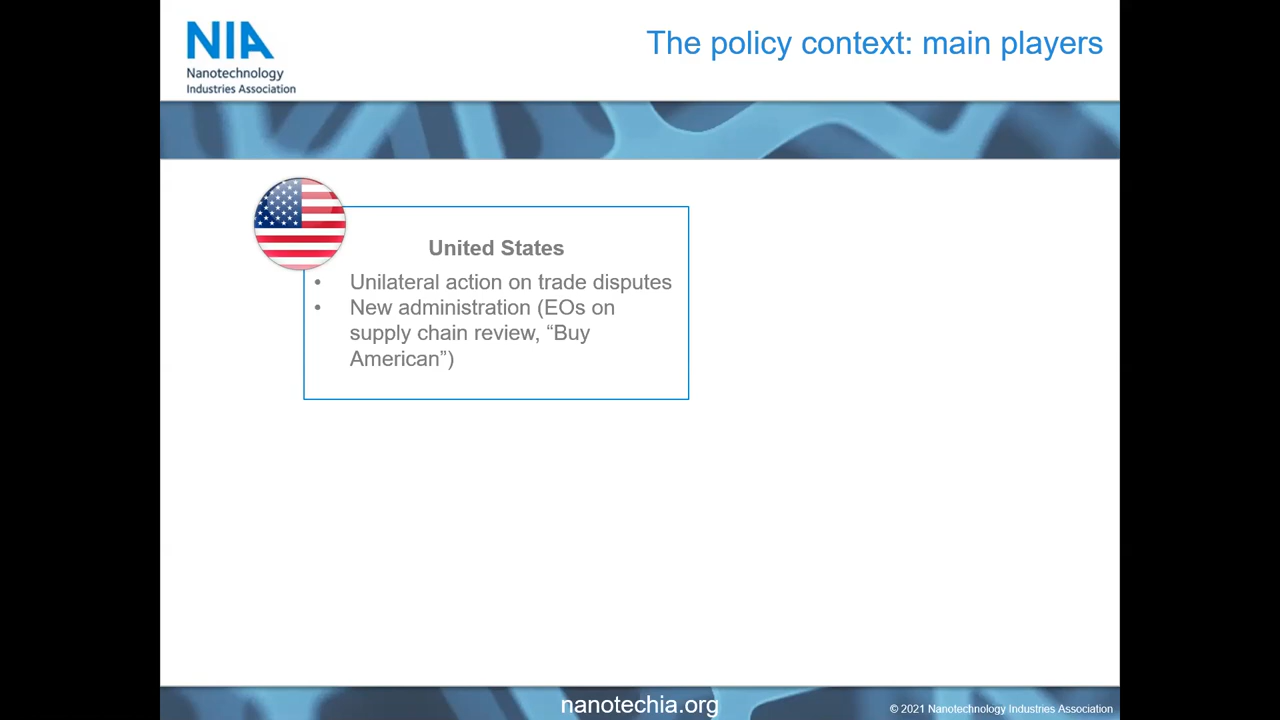 NIA
Nanotechnology
Industries Association
The policy context: main players
United States
• Unilateral action on trade disputes
• New administration (EOs on
supply chain review, “Buy
American”)
nanotechia.org
© 2021 Nanotechnology Industries Association